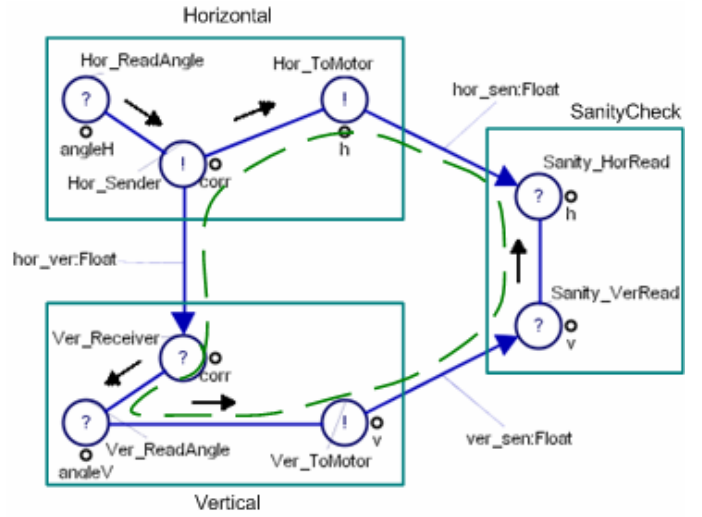 Horizontal
Hor_ReadAngle
Hor_ToMotor
?
!
angleH
h
Hor_Sender
!
corr
hor_sen:Float
SanityCheck
Sanity_HorRead
?
h
hor_ver:Float
Sanity_VerRead
?
v
Ver_Receiver
?
corr
?
!
v
Ver_ReadAngle
Ver_ToMotor
angleV
ver_sen:Float
Vertical